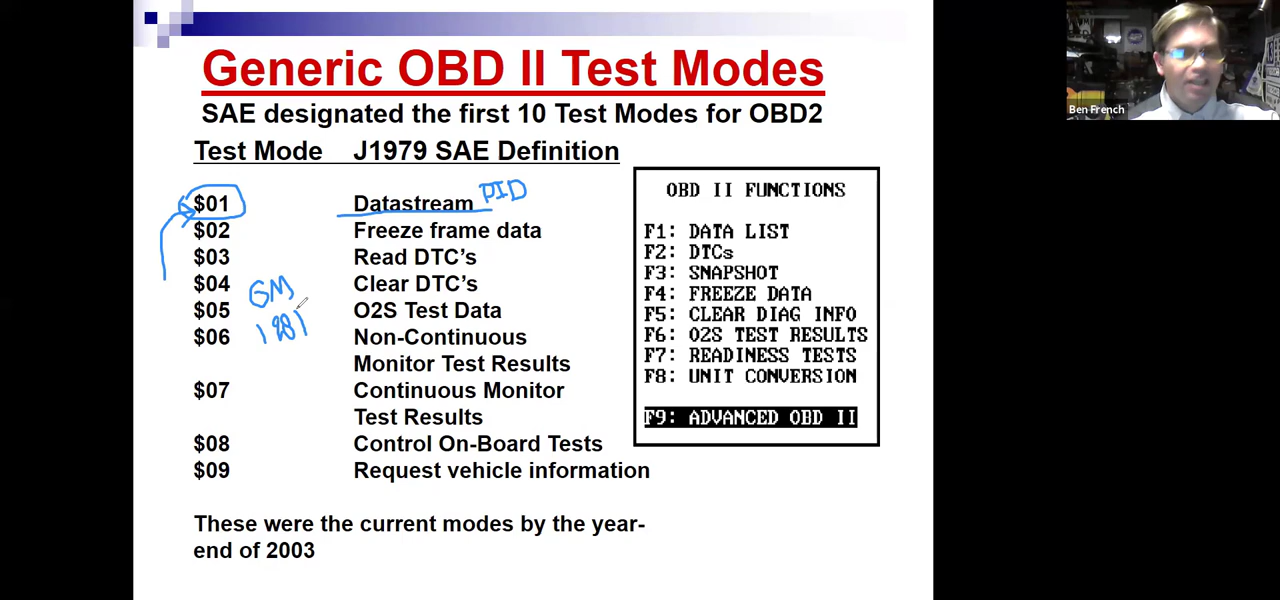 Generic OBD II Test Modes
SAE designated the first 10 Test Modes for OBD2
Test Mode J1979 SAE Definition
$01 Datastream PID
$02 Freeze frame data
$03 Read DTC's
$04 Clear DTC's
GM
$05 O2S Test Data
1981
$06 Non-Continuous
Monitor Test Results
$07 Continuous Monitor
Test Results
$08 Control On-Board Tests
$09 Request vehicle information
These were the current modes by the year-
end of 2003
OBD II FUNCTIONS
F1: DATA LIST
F2: DTCs
F3: SNAPSHOT
F4: FREEZE DATA
F5: CLEAR DIAG INFO
F6: O2S TEST RESULTS
F7: READINESS TESTS
F8: UNIT CONVERSION
F9: ADVANCED OBD II
Ben French